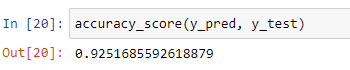 In [20]: accuracy_score(y_pred, y_test)
Out[20]: 0.9251685592618879